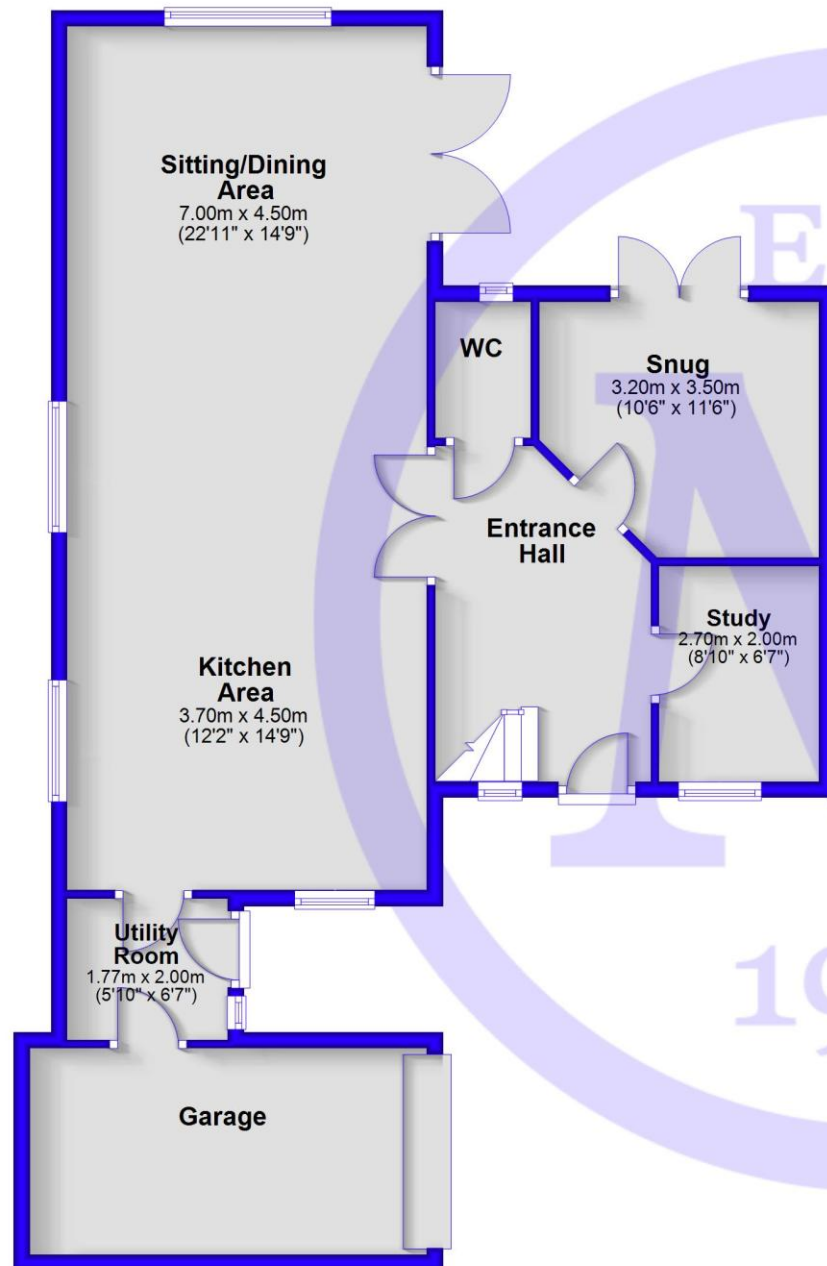 Sitting/Dining
Area
7.00m x 4.50m
(22'11" x 14'9")
WC
Snug
3.20m x 3.50m
(10'6" x 11'6")
Entrance
Hall
Study
2.70m x 2.00m
(8'10" x 6'7")
Kitchen
Area
3.70m x 4.50m
(12'2" x 14'9")
Utility
Room
1.77m x 2.00m
(5'10" x 6'7")
Garage